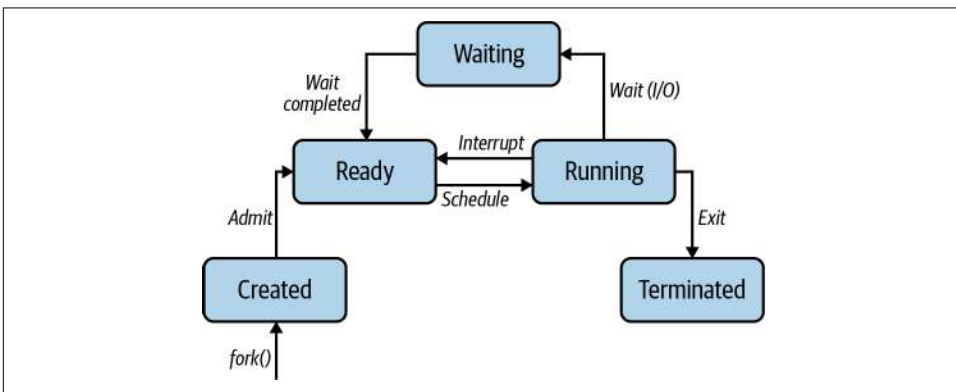 Waiting
Wait
completed
Wait (I/O)
Interrupt
Ready
Running
Schedule
Admit
Exit
Created
Terminated
fork()